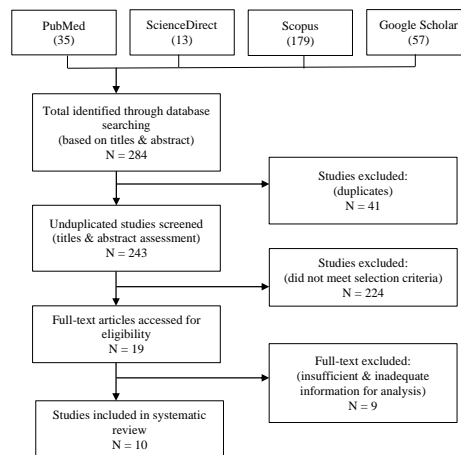 PubMed
(35)
ScienceDirect
(13)
Scopus
(179)
Google Scholar
(57)
Total identified through database
searching
(based on titles & abstract)
N = 284
Studies excluded:
(duplicates)
N = 41
Unduplicated studies screened
(titles & abstract assessment)
N = 243
Studies excluded:
(did not meet selection criteria)
N = 224
Full-text articles accessed for
eligibility
N = 19
Full-text excluded:
(insufficient & inadequate
information for analysis)
N = 9
Studies included in systematic
review
N = 10